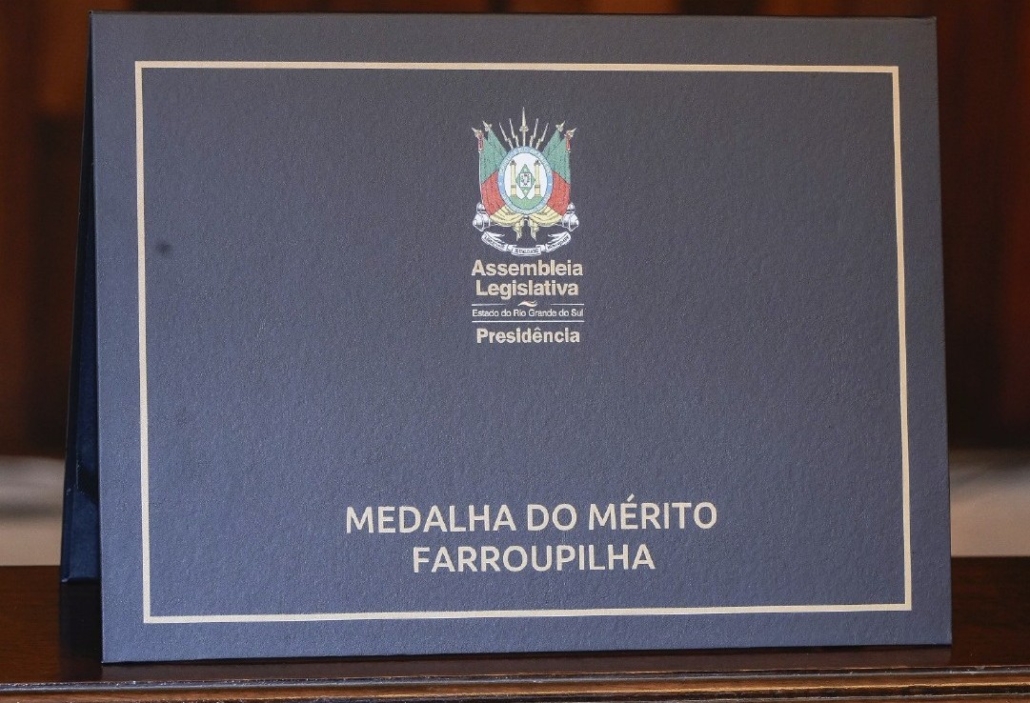 Assembleia
Legislativa
Estado do Rio Grande do Sul
Presidência
MEDALHA DO MÉRITO
FARROUPILHA